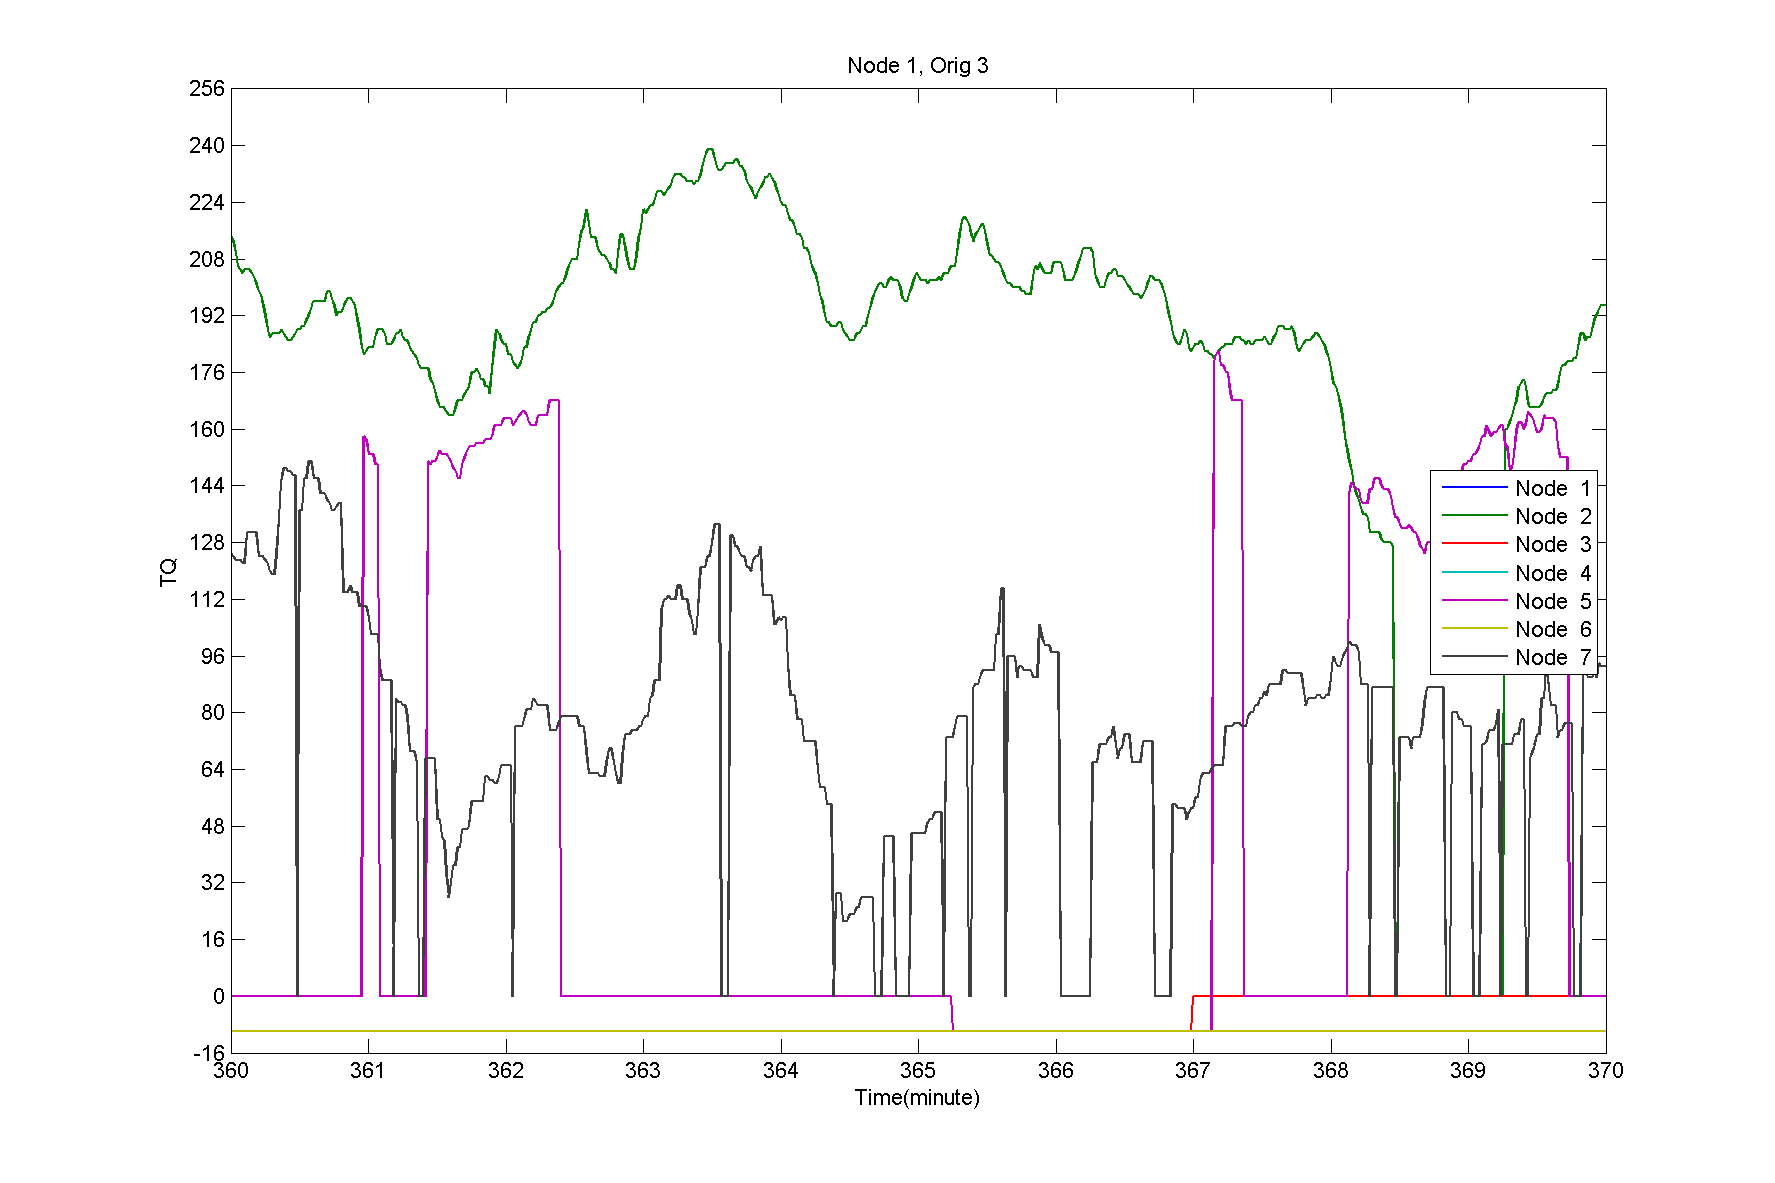 Node 1, Orig 3
256
240
224
208
192
176
160
144
128
112
96
80
64
48
32
16
0
-16
TQ
Node 1
Node 2
Node 3
Node 4
Node 5
Node 6
Node 7
360 361 362 363 364 365 366 367 368 369 370
Time(minute)